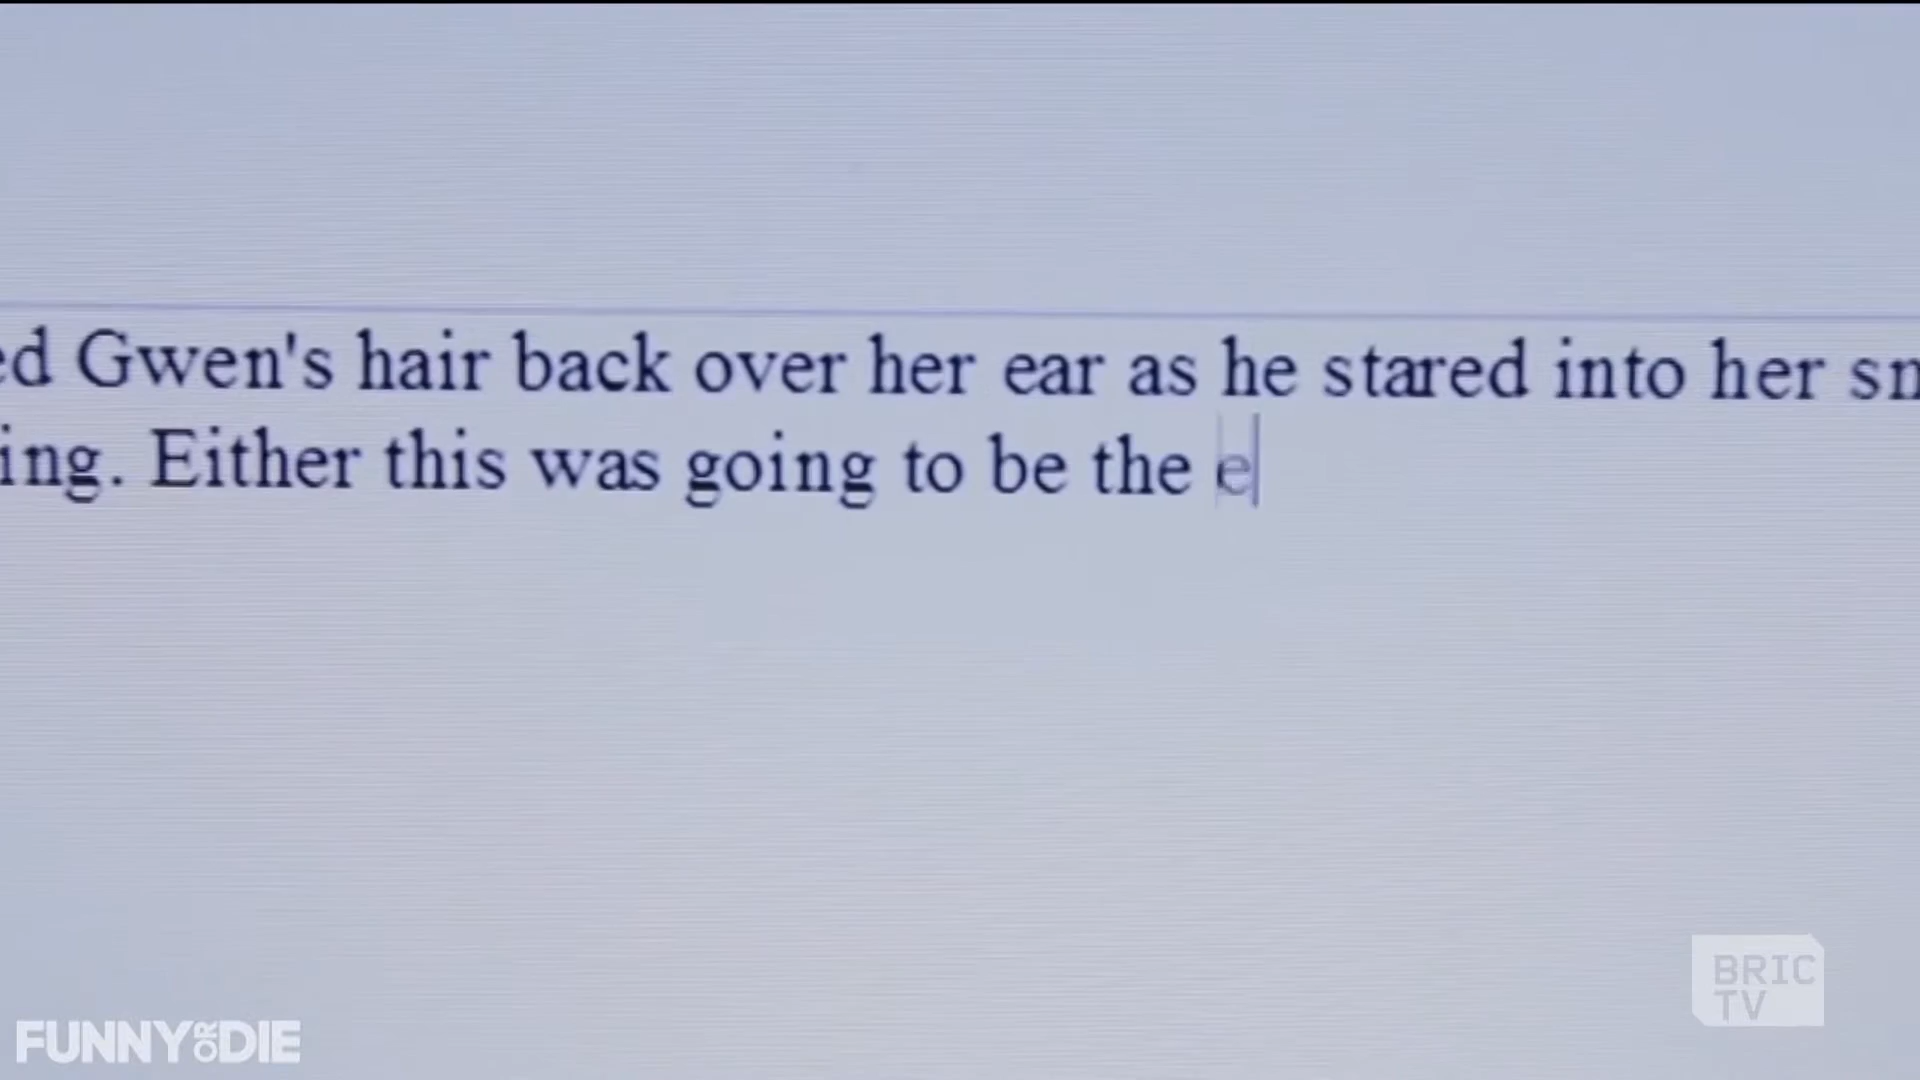 ed Gwen's hair back over her ear as he stared into her sm
ing. Either this was going to be the e
BRIC
TV
FUNNY OR DIE